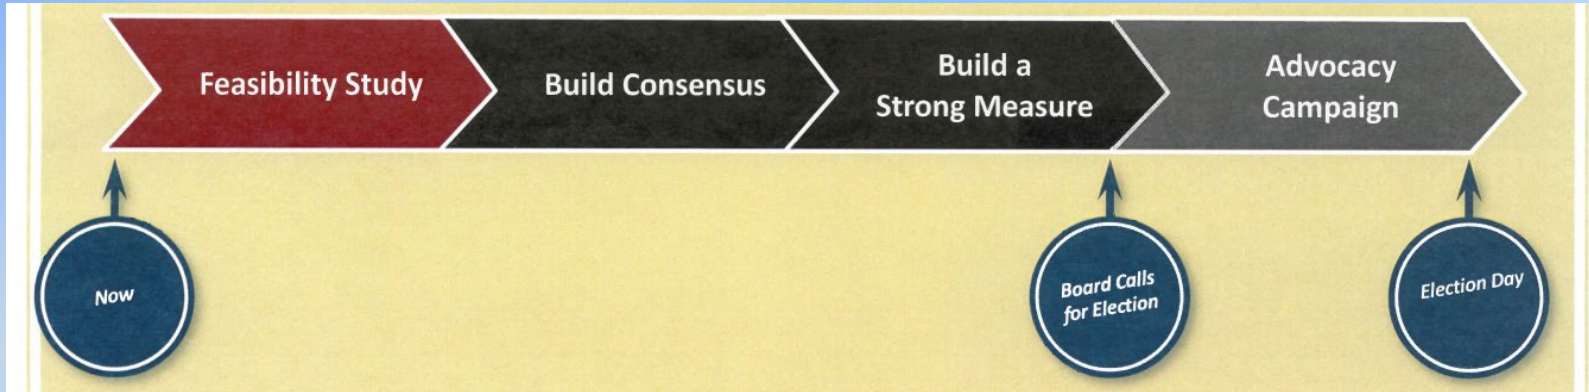 Feasibility Study
Build Consensus
Build a
Strong Measure
Advocacy
Campaign
Now
Board Calls
for Election
Election Day